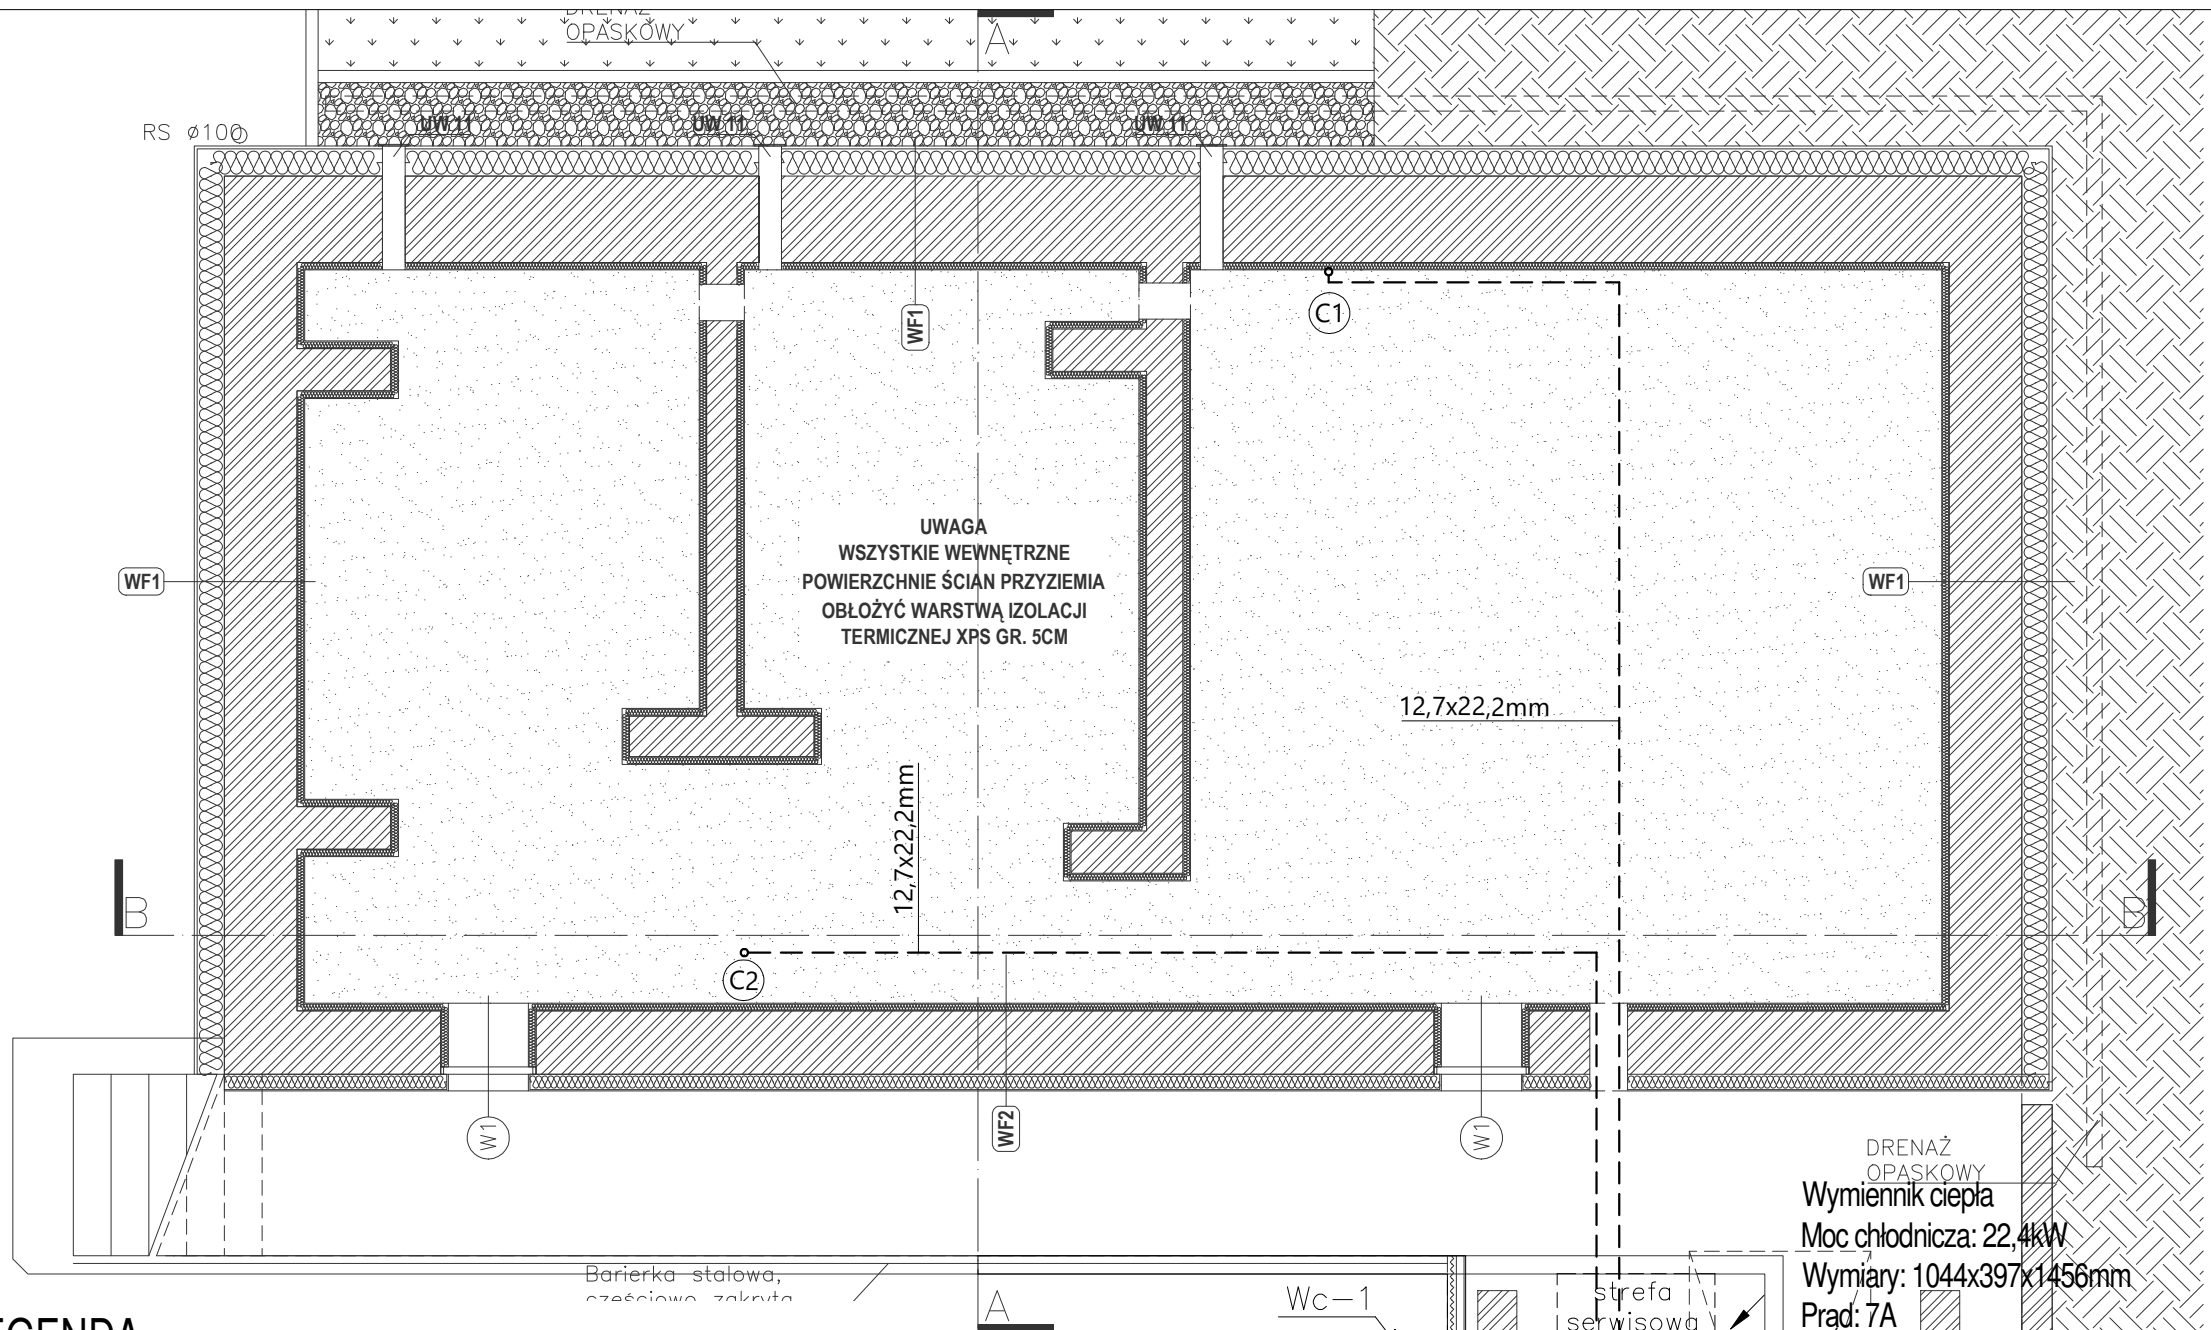 DRENAŻ
OPASKOWY
A
RS ø100
UW 11
UW 11
UW 11
C1
WF1
UWAGA
WSZYSTKIE WEWNĘTRZNE
POWIERZCHNIE ŚCIAN PRZYZIEMIA
OBŁOŻYĆ WARSTWĄ IZOLACJI
TERMICZNEJ XPS GR. 5CM
WF1
WF1
12,7x22,2mm
12,7x22,2mm
B
B
C2
W1
WF2
W1
DRENAŻ
OPASKOWY
Wymiennik ciepła
Moc chłodnicza: 22,4kW
Wymiary: 1044x397x1456mm
Prąd: 7A
Barierka stalowa,
częściowo zakryta
A
Wc-1
strefa
serwisowa